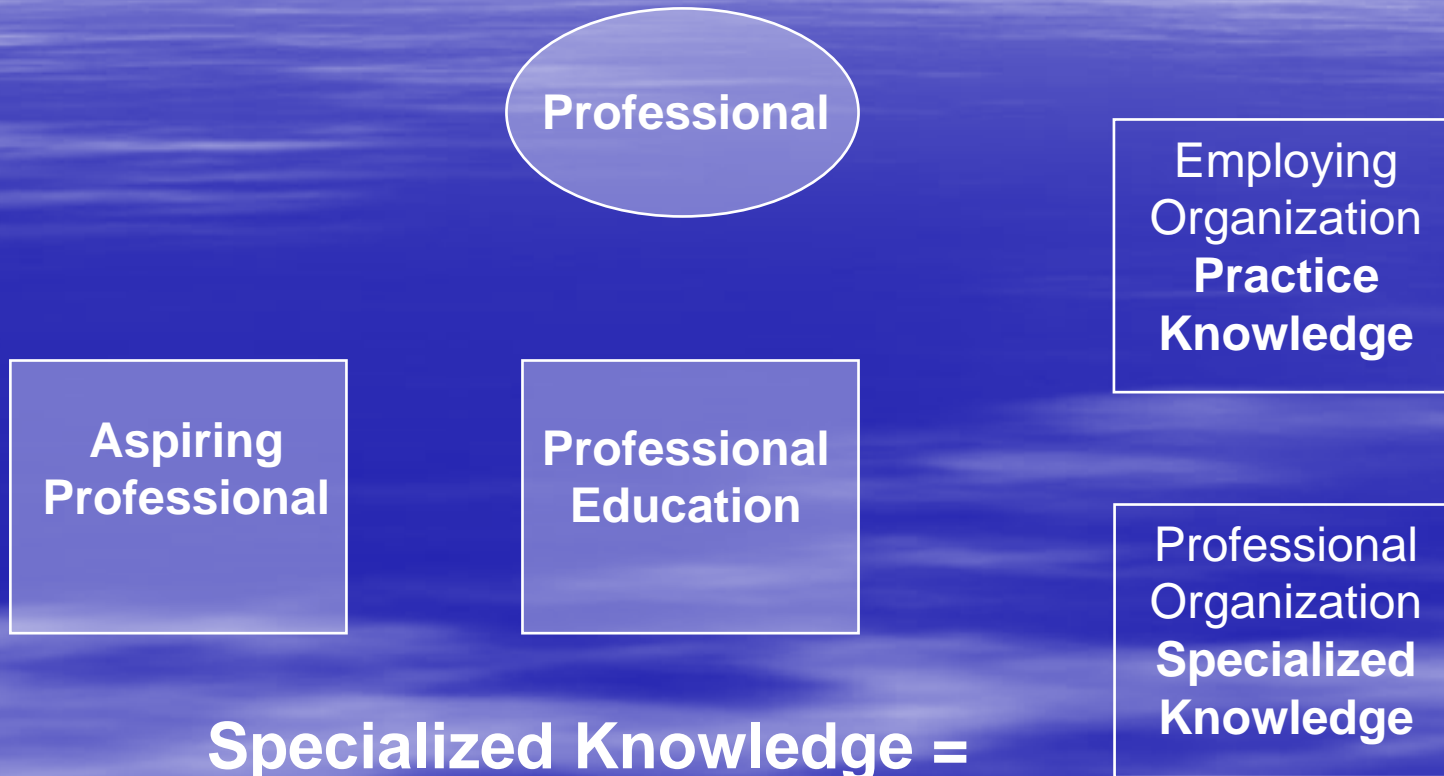 Professional
Employing
Organization
Practice
Knowledge
Aspiring
Professional
Professional
Education
Professional
Organization
Specialized
Knowledge
Specialized Knowledge =